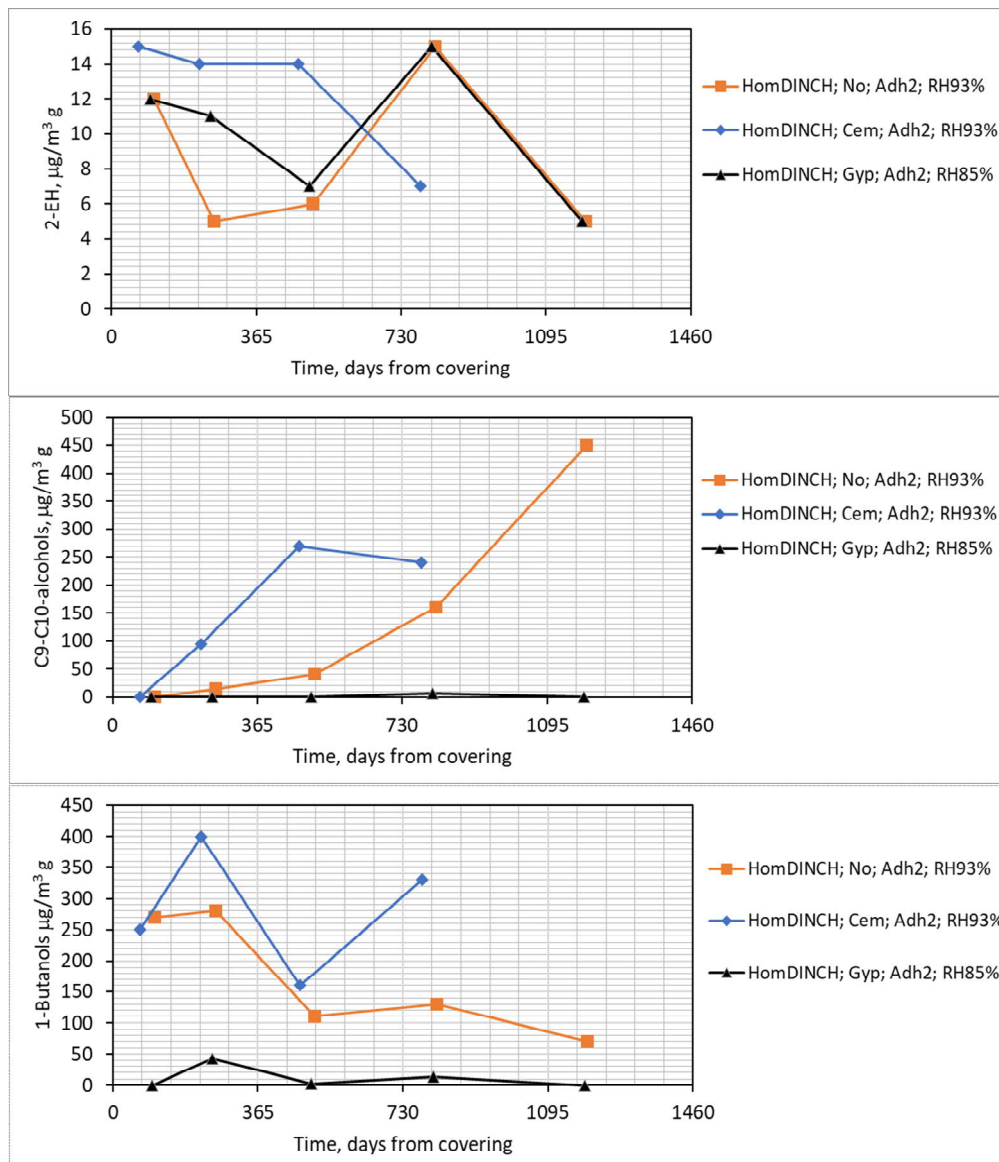 2-EH, µg/m³ g
16
14
12
10
8
6
4
2
0
0 365 730 1095 1460
Time, days from covering
HomDINCH; No; Adh2; RH93%
HomDINCH; Cem; Adh2; RH93%
HomDINCH; Gyp; Adh2; RH85%
C9-C10-alcohols, µg/m³ g
500
450
400
350
300
250
200
150
100
50
0
0 365 730 1095 1460
Time, days from covering
HomDINCH; No; Adh2; RH93%
HomDINCH; Cem; Adh2; RH93%
HomDINCH; Gyp; Adh2; RH85%
1-Butanols µg/m³ g
450
400
350
300
250
200
150
100
50
0
0 365 730 1095 1460
Time, days from covering
HomDINCH; No; Adh2; RH93%
HomDINCH; Cem; Adh2; RH93%
HomDINCH; Gyp; Adh2; RH85%